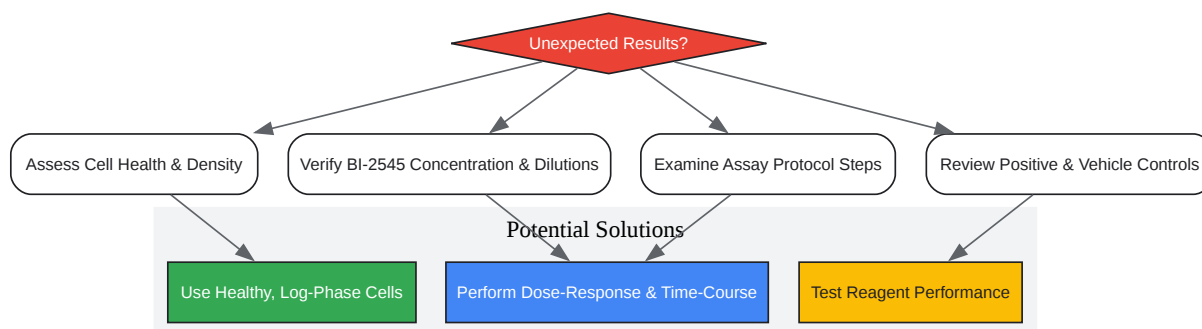 Unexpected Results?
Assess Cell Health & Density
Verify BI-2545 Concentration & Dilutions
Examine Assay Protocol Steps
Review Positive & Vehicle Controls
Potential Solutions
Use Healthy, Log-Phase Cells
Perform Dose-Response & Time-Course
Test Reagent Performance